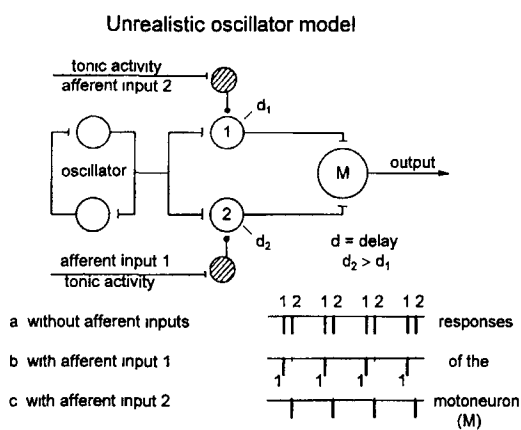 Unrealistic oscillator model
tonic activity
afferent input 2
d1
1
oscillator
M
output
2
d2
afferent input 1
tonic activity
d = delay
d2 > d1
1 2 1 2 1 2 1 2
a without afferent inputs
responses
b with afferent input 1
of the
1 1 1 1
c with afferent input 2
motoneuron
(M)